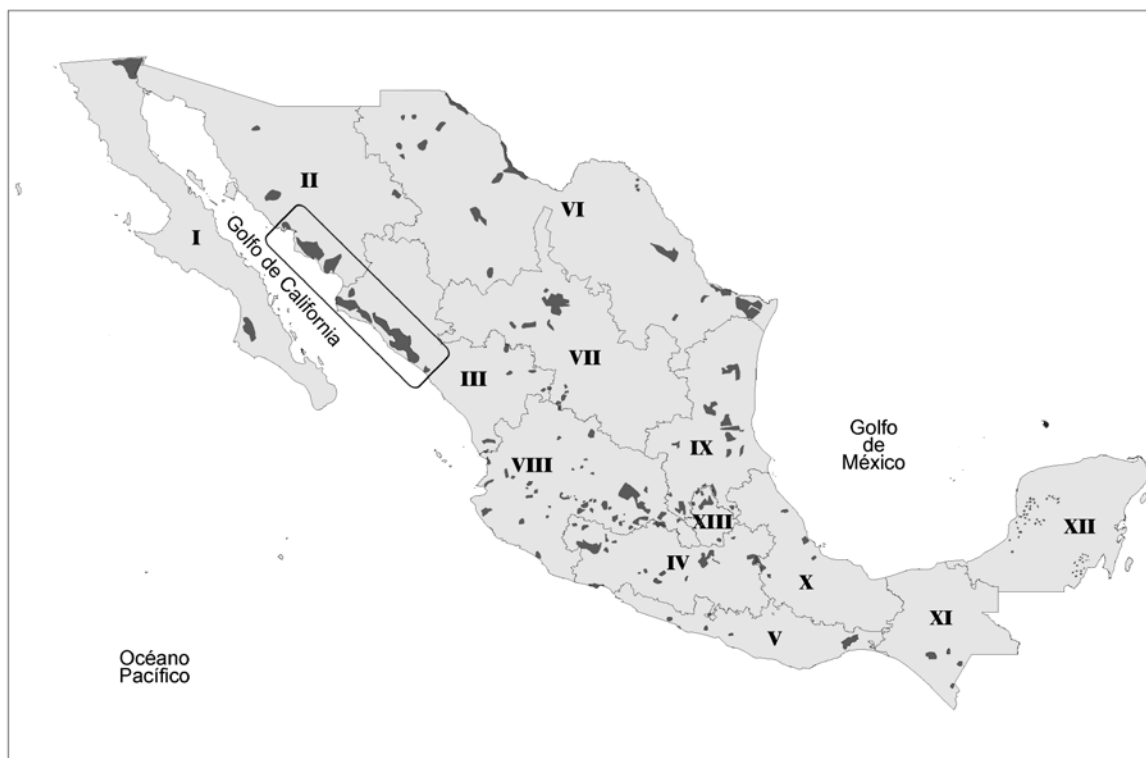 II
VI
I
Golfo de California
VII
III
Golfo
de
México
IX
VIII
XIII
XII
IV
X
XI
V
Océano
Pacífico